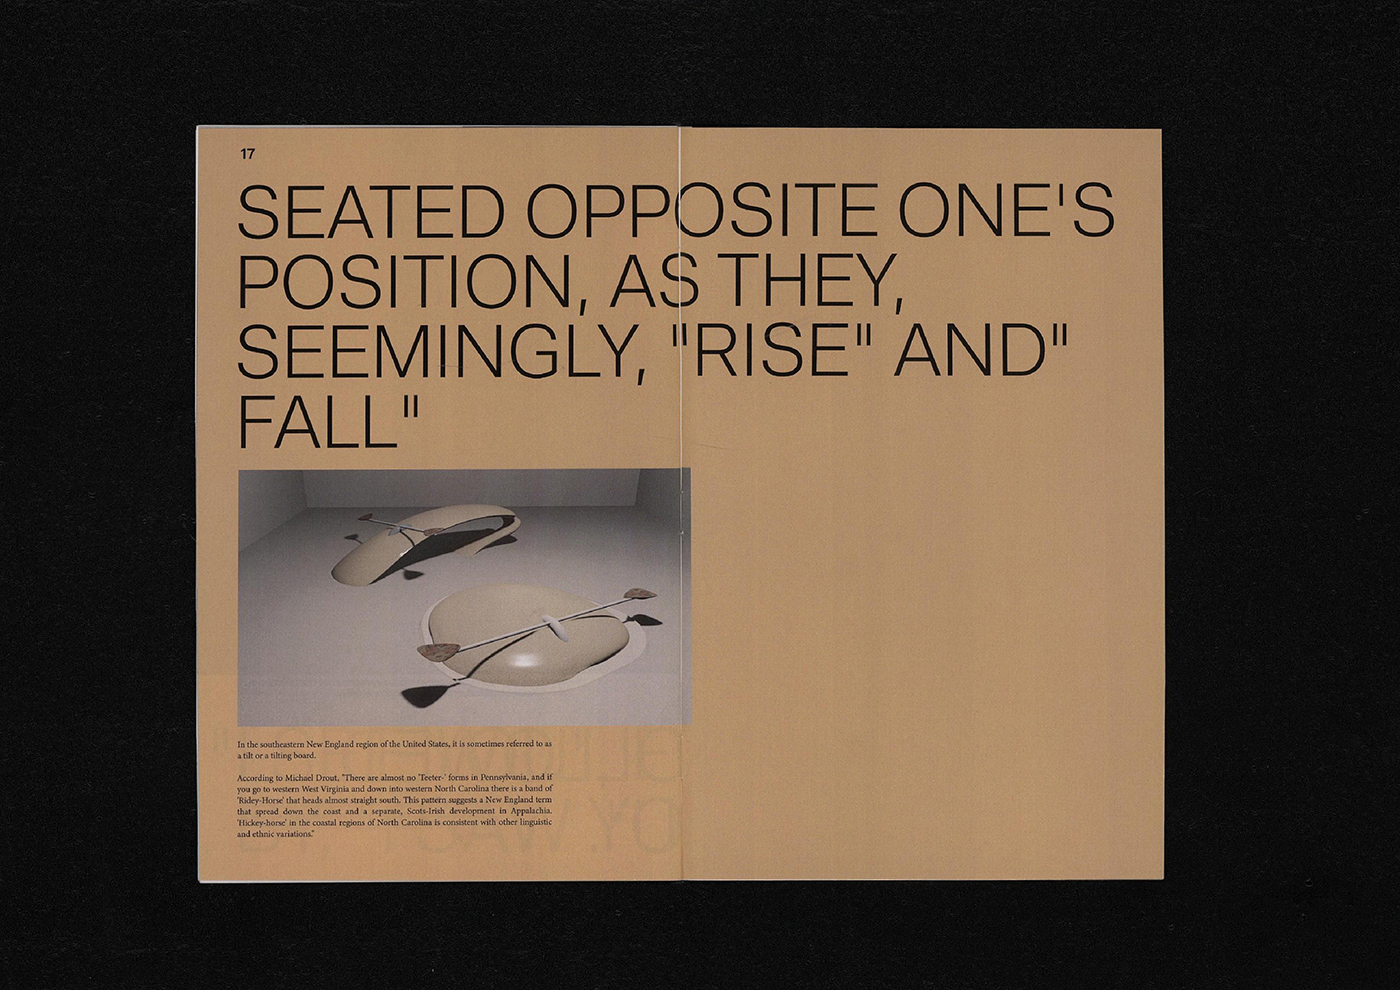 17
SEATED OPPOSITE ONE'S
POSITION, AS THEY,
SEEMINGLY, "RISE" AND"
FALL"
In the southeastern New England region of the United States, it is sometimes referred to as
a tilt or a tilting board.
According to Michael Drout, "There are almost no 'Teeter-' forms in Pennsylvania, and if
you go to western West Virginia and down into western North Carolina there is a band of
'Ridey-Horse' that heads almost straight south. This pattern suggests a New England term
that spread down the coast and a separate, Scots-Irish development in Appalachia.
'Hickey-horse' in the coastal regions of North Carolina is consistent with other linguistic
and ethnic variations."